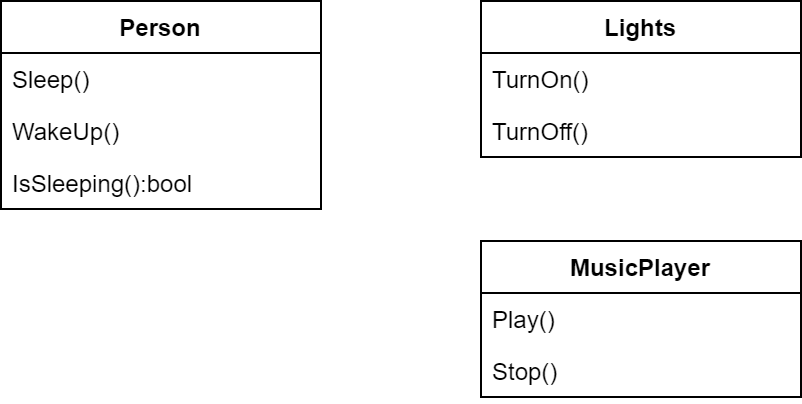 Person
Sleep()
WakeUp()
IsSleeping():bool
Lights
TurnOn()
TurnOff()
MusicPlayer
Play()
Stop()